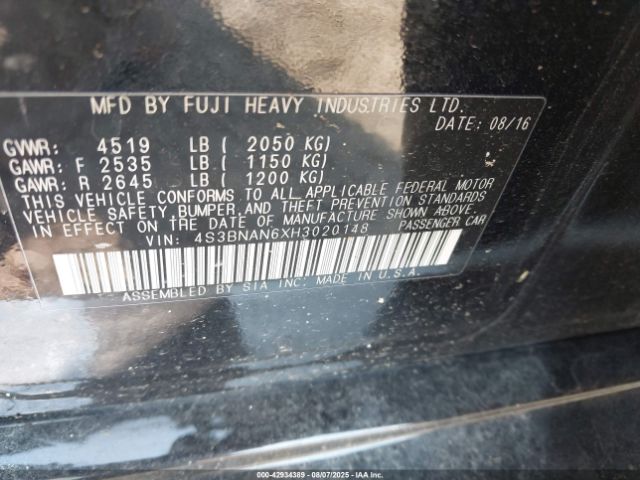 MFD BY FUJI HEAVY INDUSTRIES LTD.
DATE: 08/16
GVWR: 4519 LB ( 2050 KG)
GAWR: F 2535 LB ( 1150 KG)
GAWR: R 2645 LB ( 1200 KG)
THIS VEHICLE CONFORMS TO ALL APPLICABLE FEDERAL MOTOR
VEHICLE SAFETY, BUMPER, AND THEFT PREVENTION STANDARDS
IN EFFECT ON THE DATE OF MANUFACTURE SHOWN ABOVE.
VIN: 4S3BNAN6XH3020148 PASSENGER CAR
ASSEMBLED BY SIA INC. MADE IN U.S.A.
000-42934389 - 08/07/2025 - IAA Inc.